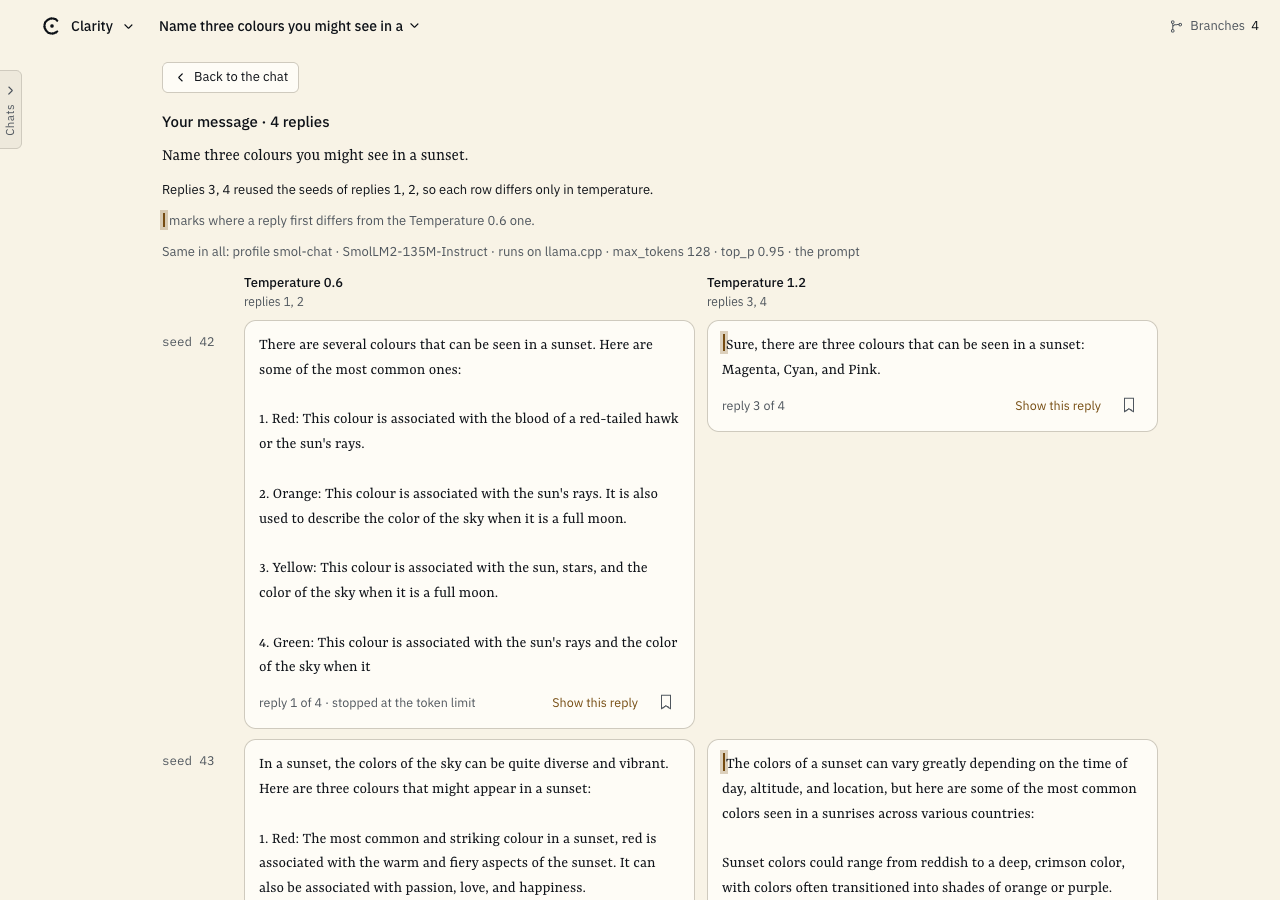 Clarity
Name three colours you might see in a
Branches 4
Back to the chat
Chats
Your message · 4 replies
Name three colours you might see in a sunset.
Replies 3, 4 reused the seeds of replies 1, 2, so each row differs only in temperature.
marks where a reply first differs from the Temperature 0.6 one.
Same in all: profile smol-chat · SmolLM2-135M-Instruct · runs on llama.cpp · max_tokens 128 · top_p 0.95 · the prompt
Temperature 0.6
replies 1, 2
Temperature 1.2
replies 3, 4
seed 42
There are several colours that can be seen in a sunset. Here are
some of the most common ones:
1. Red: This colour is associated with the blood of a red-tailed hawk
or the sun's rays.
2. Orange: This colour is associated with the sun's rays. It is also
used to describe the color of the sky when it is a full moon.
3. Yellow: This colour is associated with the sun, stars, and the
color of the sky when it is a full moon.
4. Green: This colour is associated with the sun's rays and the color
of the sky when it
reply 1 of 4 · stopped at the token limit
Show this reply
Sure, there are three colours that can be seen in a sunset:
Magenta, Cyan, and Pink.
reply 3 of 4
Show this reply
seed 43
In a sunset, the colors of the sky can be quite diverse and vibrant.
Here are three colours that might appear in a sunset:
1. Red: The most common and striking colour in a sunset, red is
associated with the warm and fiery aspects of the sunset. It can
also be associated with passion, love, and happiness.
The colors of a sunset can vary greatly depending on the time of
day, altitude, and location, but here are some of the most common
colors seen in a sunrises across various countries:
Sunset colors could range from reddish to a deep, crimson color,
with colors often transitioned into shades of orange or purple.